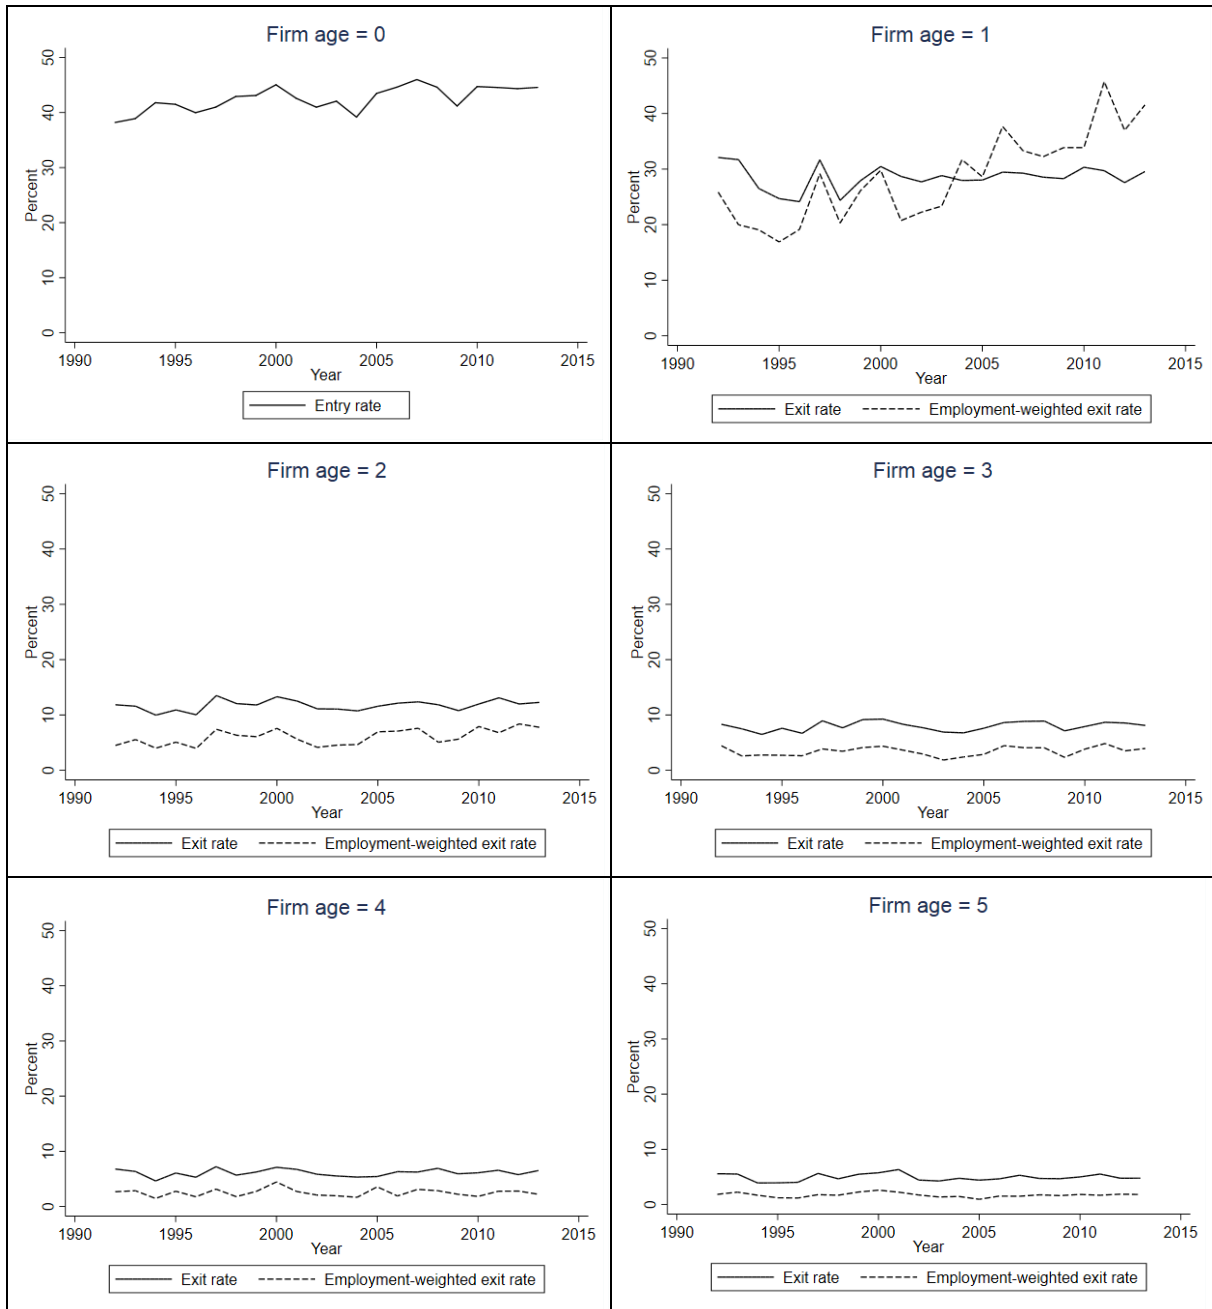 Firm age = 0
Percent
50
40
30
20
10
0
1990 1995 2000 2005 2010 2015
Year
Entry rate
Firm age = 1
Percent
50
40
30
20
10
0
1990 1995 2000 2005 2010 2015
Year
Exit rate Employment-weighted exit rate
Firm age = 2
Percent
50
40
30
20
10
0
1990 1995 2000 2005 2010 2015
Year
Exit rate Employment-weighted exit rate
Firm age = 3
Percent
50
40
30
20
10
0
1990 1995 2000 2005 2010 2015
Year
Exit rate Employment-weighted exit rate
Firm age = 4
Percent
50
40
30
20
10
0
1990 1995 2000 2005 2010 2015
Year
Exit rate Employment-weighted exit rate
Firm age = 5
Percent
50
40
30
20
10
0
1990 1995 2000 2005 2010 2015
Year
Exit rate Employment-weighted exit rate